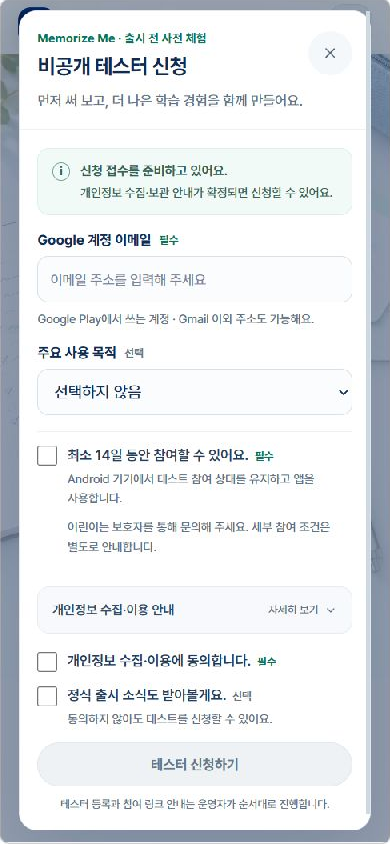 Memorize Me · 출시 전 사전 체험
비공개 테스터 신청
먼저 써 보고, 더 나은 학습 경험을 함께 만들어요.
신청 접수를 준비하고 있어요.
개인정보 수집·보관 안내가 확정되면 신청할 수 있어요.
Google 계정 이메일 필수
이메일 주소를 입력해 주세요
Google Play에서 쓰는 계정 · Gmail 이외 주소도 가능해요.
주요 사용 목적 선택
선택하지 않음
최소 14일 동안 참여할 수 있어요. 필수
Android 기기에서 테스트 참여 상태를 유지하고 앱을
사용합니다.
어린이는 보호자를 통해 문의해 주세요. 세부 참여 조건은
별도로 안내합니다.
개인정보 수집·이용 안내 자세히 보기
개인정보 수집·이용에 동의합니다. 필수
정식 출시 소식도 받아볼게요. 선택
동의하지 않아도 테스트를 신청할 수 있어요.
테스터 신청하기
테스터 등록과 참여 링크 안내는 운영자가 순서대로 진행합니다.